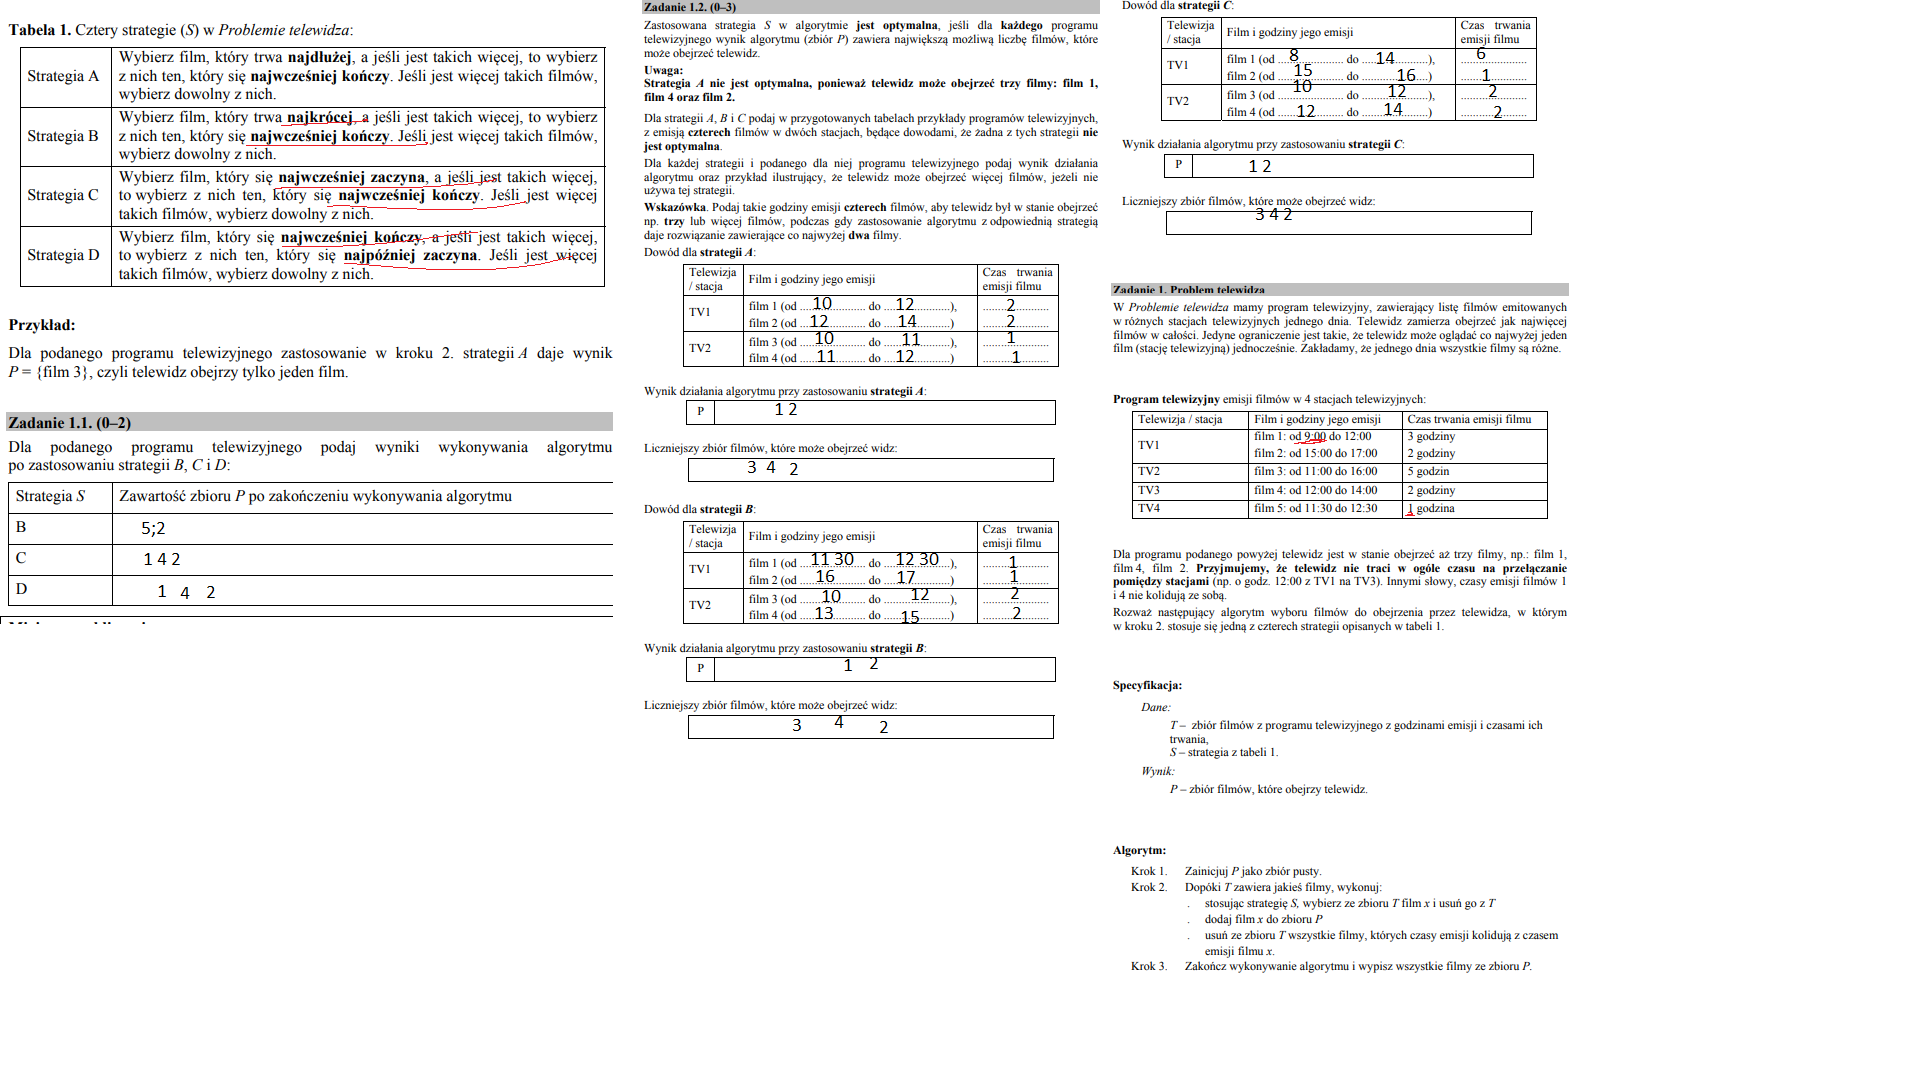 Tabela 1. Cztery strategie (S) w Problemie telewidza:
Strategia A
Wybierz film, który trwa najdłużej, a jeśli jest takich więcej, to wybierz
z nich ten, który się najwcześniej kończy. Jeśli jest więcej takich filmów,
wybierz dowolny z nich.
Strategia B
Wybierz film, który trwa najkrócej, a jeśli jest takich więcej, to wybierz
z nich ten, który się najwcześniej kończy. Jeśli jest więcej takich filmów,
wybierz dowolny z nich.
Strategia C
Wybierz film, który się najwcześniej zaczyna, a jeśli jest takich więcej,
to wybierz z nich ten, który się najwcześniej kończy. Jeśli jest więcej
takich filmów, wybierz dowolny z nich.
Strategia D
Wybierz film, który się najwcześniej kończy, a jeśli jest takich więcej,
to wybierz z nich ten, który się najpóźniej zaczyna. Jeśli jest więcej
takich filmów, wybierz dowolny z nich.
Przykład:
Dla podanego programu telewizyjnego zastosowanie w kroku 2. strategii A daje wynik
P = {film 3}, czyli telewidz obejrzy tylko jeden film.
Zadanie 1.1. (0–2)
Dla podanego programu telewizyjnego podaj wyniki wykonywania algorytmu
po zastosowaniu strategii B, C i D:
Strategia S Zawartość zbioru P po zakończeniu wykonywania algorytmu
B 5;2
C 1 4 2
D 1 4 2
Zadanie 1.2. (0–3)
Zastosowana strategia S w algorytmie jest optymalna, jeśli dla każdego programu
telewizyjnego wynik algorytmu (zbiór P) zawiera największą możliwą liczbę filmów, które
może obejrzeć telewidz.
Uwaga:
Strategia A nie jest optymalna, ponieważ telewidz może obejrzeć trzy filmy: film 1,
film 4 oraz film 2.
Dla strategii A, B i C podaj w przygotowanych tabelach przykłady programów telewizyjnych,
z emisją czterech filmów w dwóch stacjach, będące dowodami, że żadna z tych strategii nie
jest optymalna.
Dla każdej strategii i podanego dla niej programu telewizyjnego podaj wynik działania
algorytmu oraz przykład ilustrujący, że telewidz może obejrzeć więcej filmów, jeżeli nie
używa tej strategii.
Wskazówka. Podaj takie godziny emisji czterech filmów, aby telewidz był w stanie obejrzeć
np. trzy lub więcej filmów, podczas gdy zastosowanie algorytmu z odpowiednią strategią
daje rozwiązanie zawierające co najwyżej dwa filmy.
Dowód dla strategii A:
Telewizja
/ stacja
Film i godziny jego emisji
Czas trwania
emisji filmu
TV1
film 1 (od 10 do 12), 2
film 2 (od 12 do 14) 2
TV2
film 3 (od 10 do 11), 1
film 4 (od 11 do 12) 1
Wynik działania algorytmu przy zastosowaniu strategii A:
P 1 2
Liczniejszy zbiór filmów, które może obejrzeć widz:
3 4 2
Dowód dla strategii B:
Telewizja
/ stacja
Film i godziny jego emisji
Czas trwania
emisji filmu
TV1
film 1 (od 11 30 do 12 30), 1
film 2 (od 16 do 17) 1
TV2
film 3 (od 10 do 12), 2
film 4 (od 13 do 15) 2
Wynik działania algorytmu przy zastosowaniu strategii B:
P 1 2
Liczniejszy zbiór filmów, które może obejrzeć widz:
3 4 2
Dowód dla strategii C:
Telewizja
/ stacja
Film i godziny jego emisji
Czas trwania
emisji filmu
TV1
film 1 (od 8 do 14), 6
film 2 (od 15 do 16) 1
TV2
film 3 (od 10 do 12), 2
film 4 (od 12 do 14) 2
Wynik działania algorytmu przy zastosowaniu strategii C:
P 1 2
Liczniejszy zbiór filmów, które może obejrzeć widz:
3 4 2
Zadanie 1. Problem telewidza
W Problemie telewidza mamy program telewizyjny, zawierający listę filmów emitowanych
w różnych stacjach telewizyjnych jednego dnia. Telewidz zamierza obejrzeć jak najwięcej
filmów w całości. Jedyne ograniczenie jest takie, że telewidz może oglądać co najwyżej jeden
film (stację telewizyjną) jednocześnie. Zakładamy, że jednego dnia wszystkie filmy są różne.
Program telewizyjny emisji filmów w 4 stacjach telewizyjnych:
Telewizja / stacja Film i godziny jego emisji Czas trwania emisji filmu
TV1
film 1: od 9:00 do 12:00 3 godziny
film 2: od 15:00 do 17:00 2 godziny
TV2 film 3: od 11:00 do 16:00 5 godzin
TV3 film 4: od 12:00 do 14:00 2 godziny
TV4 film 5: od 11:30 do 12:30 1 godzina
Dla programu podanego powyżej telewidz jest w stanie obejrzeć aż trzy filmy, np.: film 1,
film 4, film 2. Przyjmujemy, że telewidz nie traci w ogóle czasu na przełączanie
pomiędzy stacjami (np. o godz. 12:00 z TV1 na TV3). Innymi słowy, czasy emisji filmów 1
i 4 nie kolidują ze sobą.
Rozważ następujący algorytm wyboru filmów do obejrzenia przez telewidza, w którym
w kroku 2. stosuje się jedną z czterech strategii opisanych w tabeli 1.
Specyfikacja:
Dane:
T – zbiór filmów z programu telewizyjnego z godzinami emisji i czasami ich
trwania,
S – strategia z tabeli 1.
Wynik:
P – zbiór filmów, które obejrzy telewidz.
Algorytm:
Krok 1. Zainicjuj P jako zbiór pusty.
Krok 2. Dopóki T zawiera jakieś filmy, wykonuj:
. stosując strategię S, wybierz ze zbioru T film x i usuń go z T
. dodaj film x do zbioru P
. usuń ze zbioru T wszystkie filmy, których czasy emisji kolidują z czasem
emisji filmu x.
Krok 3. Zakończ wykonywanie algorytmu i wypisz wszystkie filmy ze zbioru P.